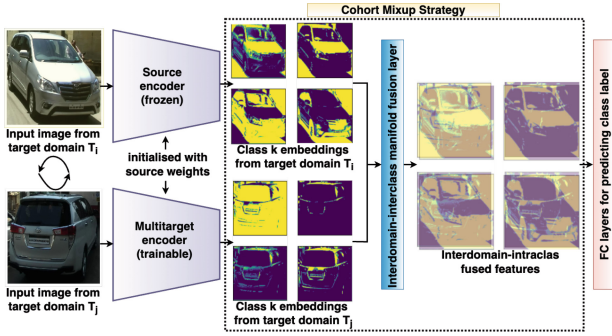 Cohort Mixup Strategy
Source
encoder
(frozen)
Input image from
target domain Ti
initialised with
source weights
Class k embeddings
from target domain Ti
Multitarget
encoder
(trainable)
Input image from
target domain Tj
Class k embeddings
from target domain Tj
Interdomain-interclass manifold fusion layer
Interdomain-intraclas
fused features
FC layers for predicting class label